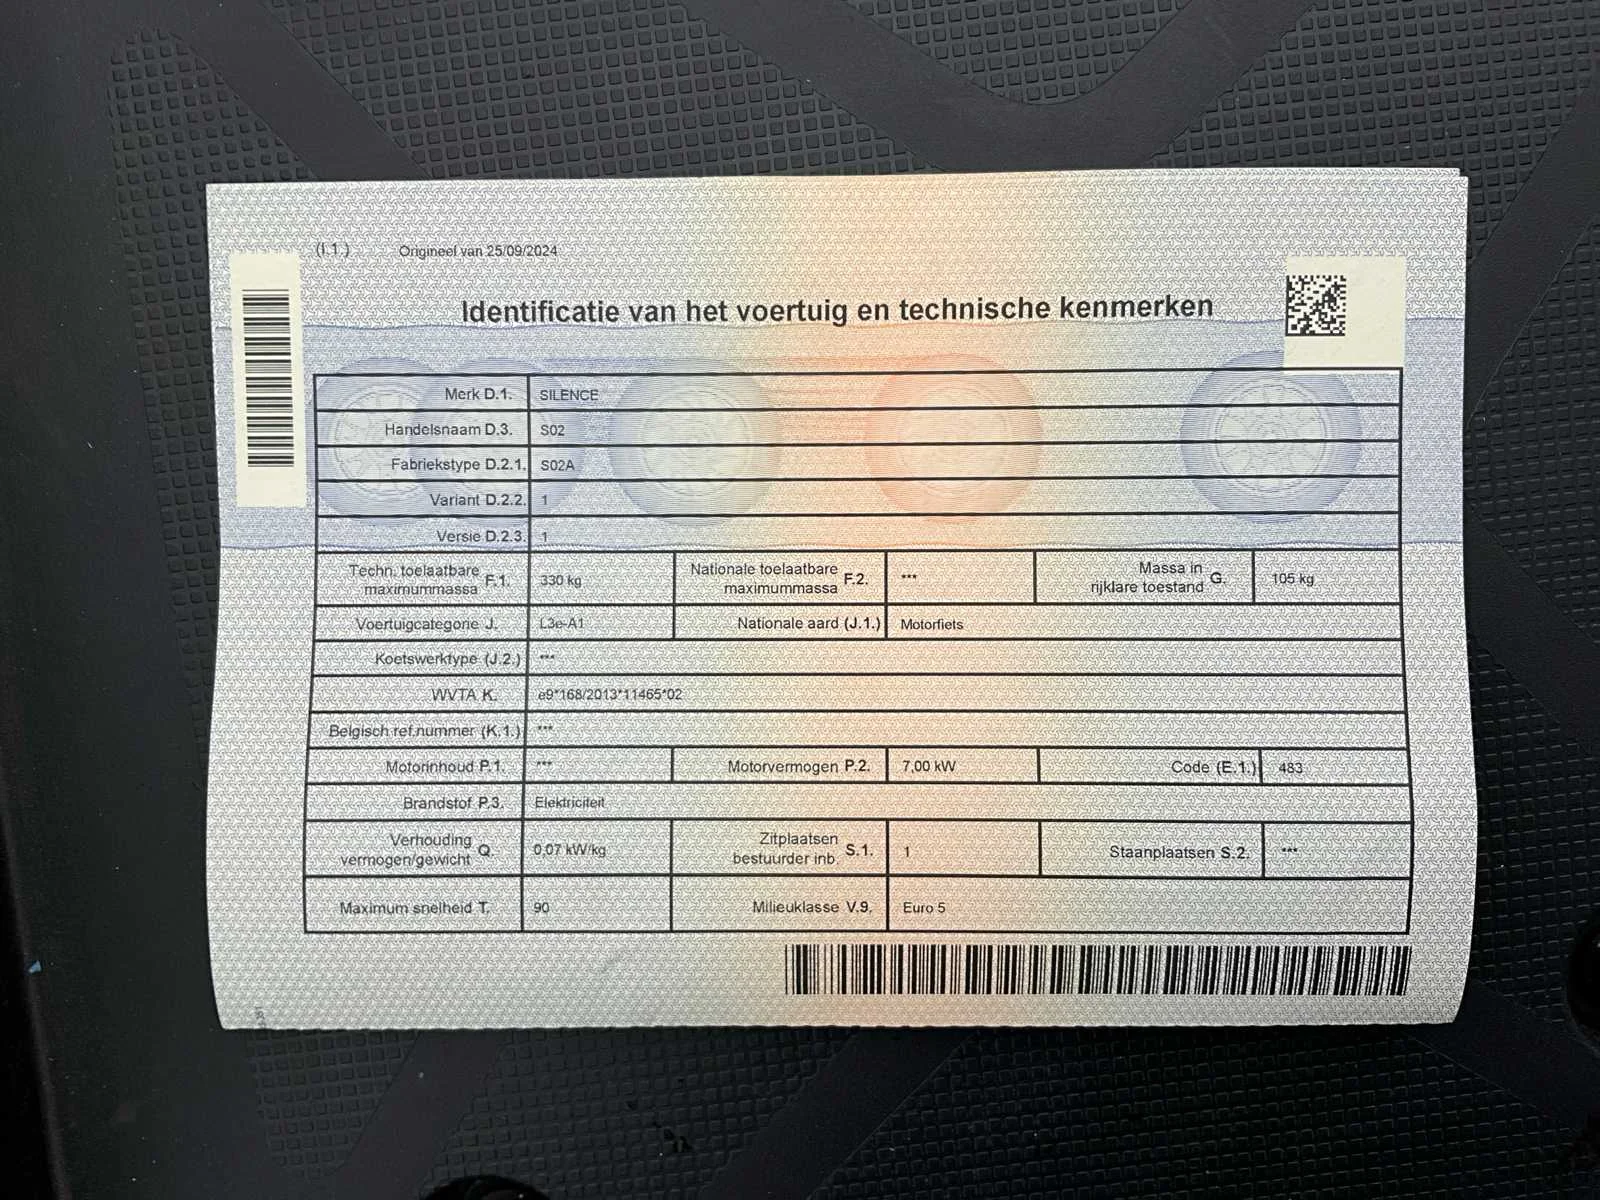 (I.1.) Origineel van 25/09/2024
Identificatie van het voertuig en technische kenmerken
Merk D.1. SILENCE
Handelsnaam D.3. S02
Fabriekstype D.2.1. S02A
Variant D.2.2. 1
Versie D.2.3. 1
Techn. toelaatbare maximummassa F.1. 330 kg Nationale toelaatbare maximummassa F.2. *** Massa in rijklare toestand G. 105 kg
Voertuigcategorie J. L3e-A1 Nationale aard (J.1.) Motorfiets
Koetswerktype (J.2.) ***
WVTA K. e9*168/2013*11465*02
Belgisch ref.nummer (K.1.) ***
Motorinhoud P.1. *** Motorvermogen P.2. 7,00 kW Code (E.1.) 483
Brandstof P.3. Elektriciteit
Verhouding vermogen/gewicht Q. 0,07 kW/kg Zitplaatsen bestuurder inb. S.1. 1 Staanplaatsen S.2. ***
Maximum snelheid T. 90 Milieuklasse V.9. Euro 5